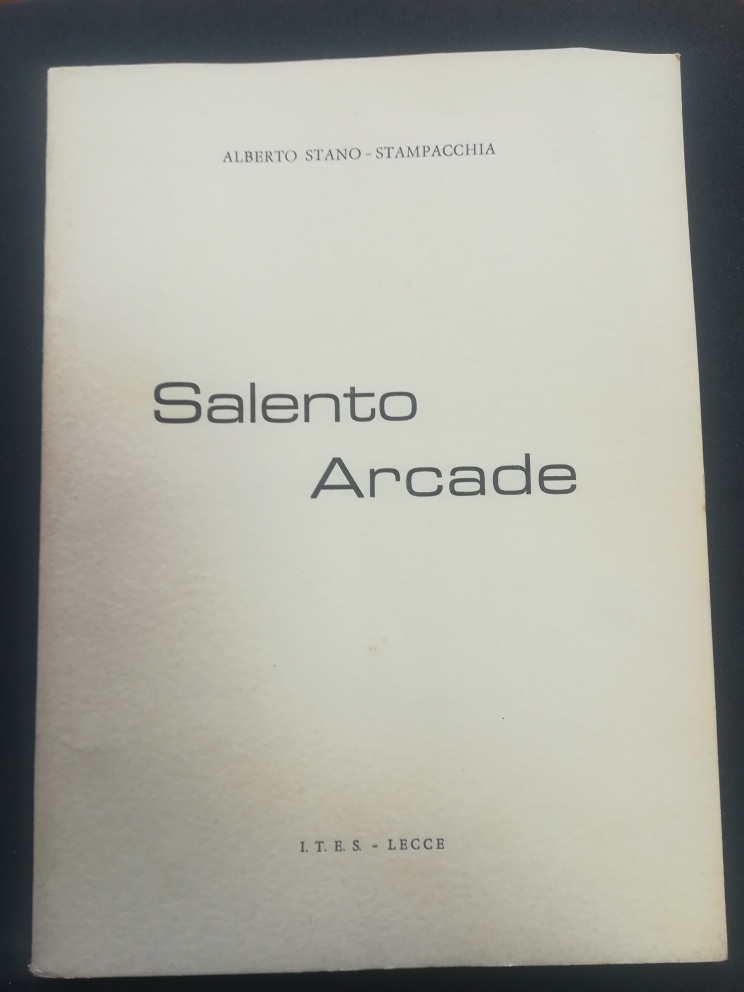 ALBERTO STANO - STAMPACCHIA
Salento
Arcade
I. T. E. S. - LECCE